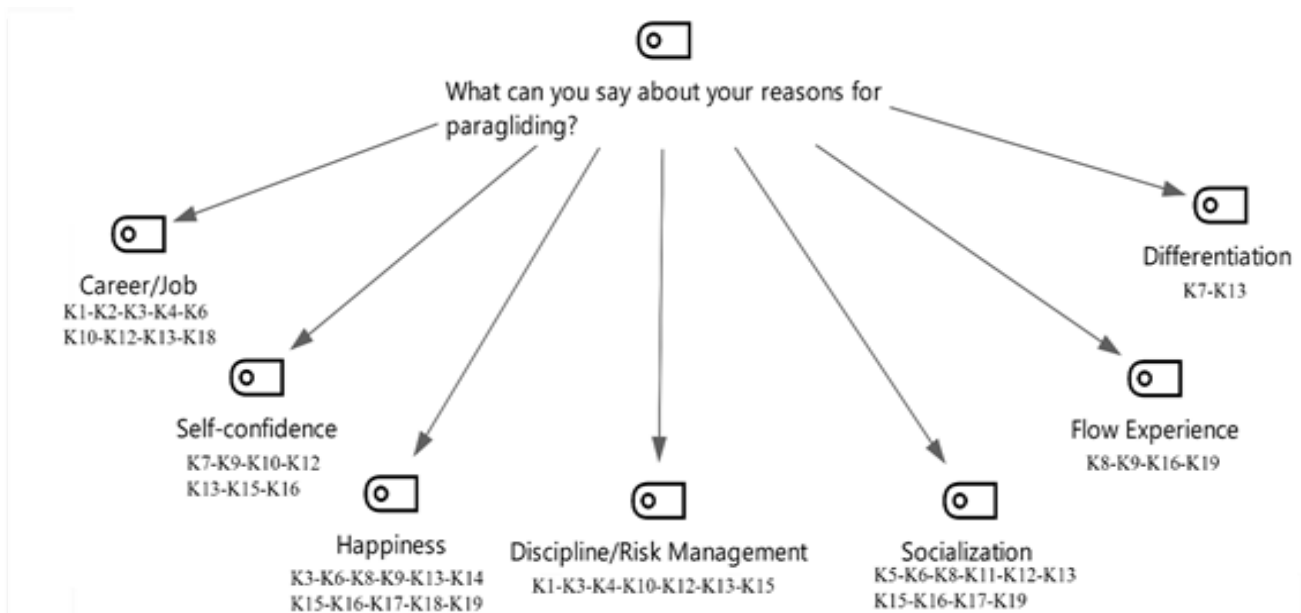 What can you say about your reasons for
paragliding?
Career/Job
K1-K2-K3-K4-K6
K10-K12-K13-K18
Self-confidence
K7-K9-K10-K12
K13-K15-K16
Happiness
K3-K6-K8-K9-K13-K14
K15-K16-K17-K18-K19
Discipline/Risk Management
K1-K3-K4-K10-K12-K13-K15
Socialization
K5-K6-K8-K11-K12-K13
K15-K16-K17-K19
Flow Experience
K8-K9-K16-K19
Differentiation
K7-K13